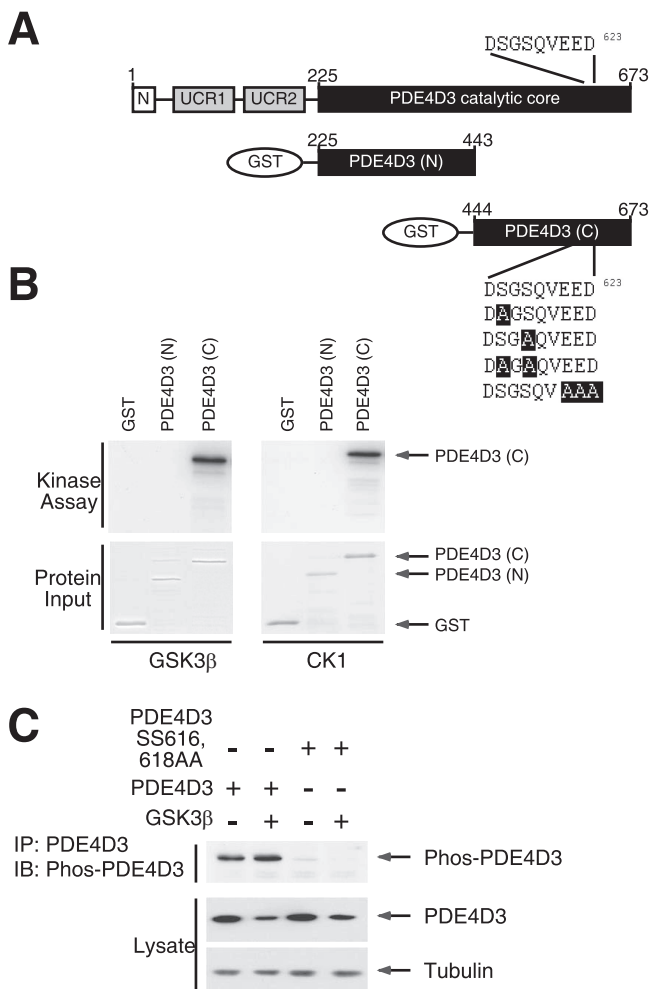 A
DSGSQVEED 623
1 225 673
N UCR1 UCR2 PDE4D3 catalytic core
225 443
GST PDE4D3 (N)
444 673
GST PDE4D3 (C)
DSGSQVEED 623
DAGSQVEED
DSGAQVEED
DAGAQVEED
DSGSQVAAA
B
GST PDE4D3 (N) PDE4D3 (C) GST PDE4D3 (N) PDE4D3 (C)
Kinase
Assay
PDE4D3 (C)
Protein
Input
PDE4D3 (C)
PDE4D3 (N)
GST
GSK3β CK1
C
PDE4D3
SS616,
618AA - - + +
PDE4D3 + + - -
GSK3β - + - +
IP: PDE4D3
IB: Phos-PDE4D3
Phos-PDE4D3
Lysate
PDE4D3
Tubulin